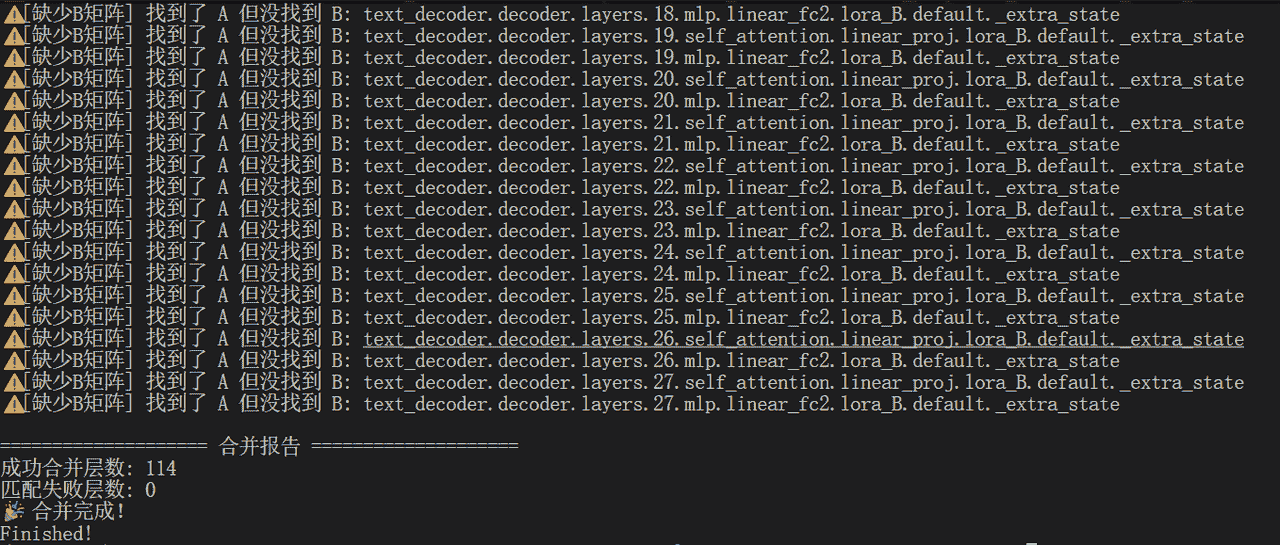 ⚠[缺少B矩阵] 找到了 A 但没找到 B: text_decoder.decoder.layers.18.mlp.linear_fc2.lora_B.default._extra_state
⚠[缺少B矩阵] 找到了 A 但没找到 B: text_decoder.decoder.layers.19.self_attention.linear_proj.lora_B.default._extra_state
⚠[缺少B矩阵] 找到了 A 但没找到 B: text_decoder.decoder.layers.19.mlp.linear_fc2.lora_B.default._extra_state
⚠[缺少B矩阵] 找到了 A 但没找到 B: text_decoder.decoder.layers.20.self_attention.linear_proj.lora_B.default._extra_state
⚠[缺少B矩阵] 找到了 A 但没找到 B: text_decoder.decoder.layers.20.mlp.linear_fc2.lora_B.default._extra_state
⚠[缺少B矩阵] 找到了 A 但没找到 B: text_decoder.decoder.layers.21.self_attention.linear_proj.lora_B.default._extra_state
⚠[缺少B矩阵] 找到了 A 但没找到 B: text_decoder.decoder.layers.21.mlp.linear_fc2.lora_B.default._extra_state
⚠[缺少B矩阵] 找到了 A 但没找到 B: text_decoder.decoder.layers.22.self_attention.linear_proj.lora_B.default._extra_state
⚠[缺少B矩阵] 找到了 A 但没找到 B: text_decoder.decoder.layers.22.mlp.linear_fc2.lora_B.default._extra_state
⚠[缺少B矩阵] 找到了 A 但没找到 B: text_decoder.decoder.layers.23.self_attention.linear_proj.lora_B.default._extra_state
⚠[缺少B矩阵] 找到了 A 但没找到 B: text_decoder.decoder.layers.23.mlp.linear_fc2.lora_B.default._extra_state
⚠[缺少B矩阵] 找到了 A 但没找到 B: text_decoder.decoder.layers.24.self_attention.linear_proj.lora_B.default._extra_state
⚠[缺少B矩阵] 找到了 A 但没找到 B: text_decoder.decoder.layers.24.mlp.linear_fc2.lora_B.default._extra_state
⚠[缺少B矩阵] 找到了 A 但没找到 B: text_decoder.decoder.layers.25.self_attention.linear_proj.lora_B.default._extra_state
⚠[缺少B矩阵] 找到了 A 但没找到 B: text_decoder.decoder.layers.25.mlp.linear_fc2.lora_B.default._extra_state
⚠[缺少B矩阵] 找到了 A 但没找到 B: text_decoder.decoder.layers.26.self_attention.linear_proj.lora_B.default._extra_state
⚠[缺少B矩阵] 找到了 A 但没找到 B: text_decoder.decoder.layers.26.mlp.linear_fc2.lora_B.default._extra_state
⚠[缺少B矩阵] 找到了 A 但没找到 B: text_decoder.decoder.layers.27.self_attention.linear_proj.lora_B.default._extra_state
⚠[缺少B矩阵] 找到了 A 但没找到 B: text_decoder.decoder.layers.27.mlp.linear_fc2.lora_B.default._extra_state
==================== 合并报告 ====================
成功合并层数: 114
匹配失败层数: 0
🎉 合并完成!
Finished!